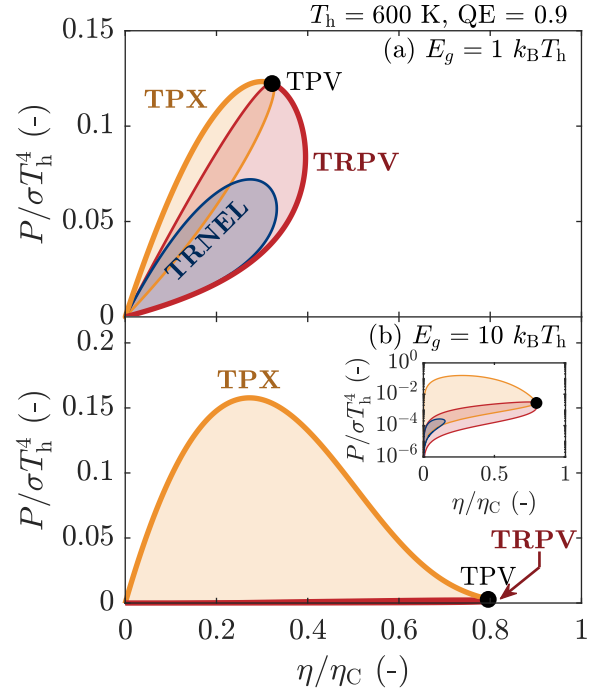 T_h = 600 K, QE = 0.9
0.15
(a) E_g = 1 k_BT_h
TPX
TPV
0.1
TRPV
P/σT_h^4 (-)
0.05
TRNEL
0
0.2
(b) E_g = 10 k_BT_h
TPX
10^0
10^-2
10^-4
10^-6
P/σT_h^4 (-)
0 0.5 1
η/η_C (-)
0.15
P/σT_h^4 (-)
0.1
0.05
TRPV
TPV
0
0 0.2 0.4 0.6 0.8 1
η/η_C (-)